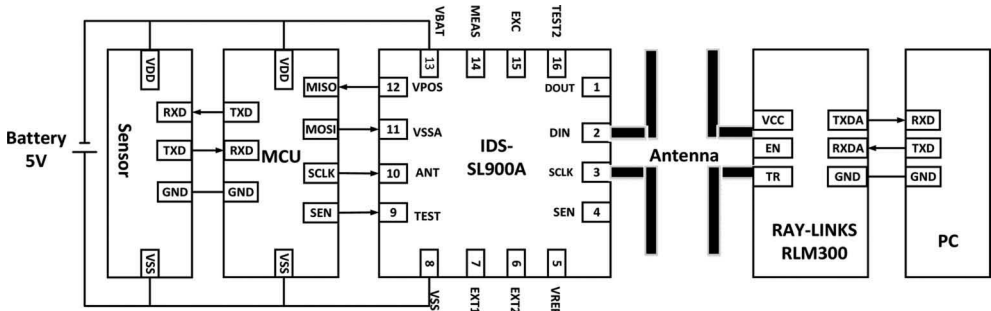 VBAT
MEAS
EXC
TEST2
Battery
5V
VDD
RXD
TXD
GND
VSS
Sensor
VDD
TXD
RXD
GND
MCU
MISO
MOSI
SCLK
SEN
VSS
13
14
15
16
12 VPOS
11 VSSA
10 ANT
9 TEST
IDS-
SL900A
DOUT 1
DIN 2
SCLK 3
SEN 4
8
7
6
5
VSS
EXT1
EXT2
Antenna
VCC
EN
TR
TXDA
RXDA
GND
RAY-LINKS
RLM300
RXD
TXD
GND
PC